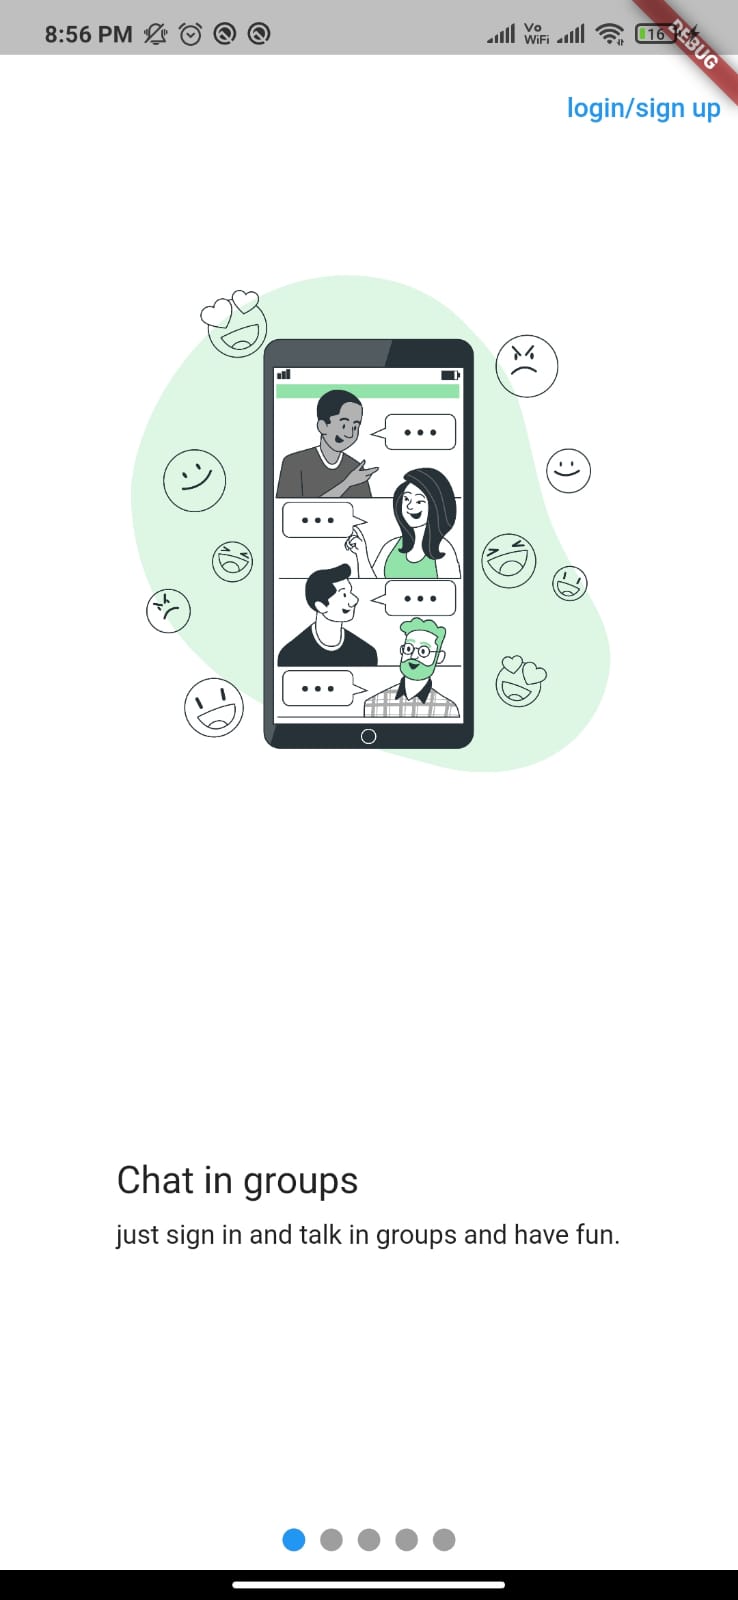 8:56 PM Vo WiFi 16
DEBUG
login/sign up
Chat in groups
just sign in and talk in groups and have fun.